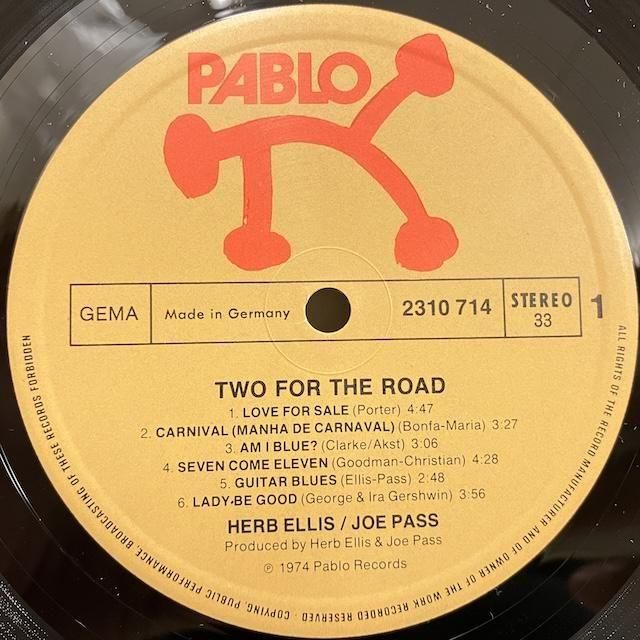 PABLO
GEMA
Made in Germany
2310 714
STEREO
33
1
TWO FOR THE ROAD
1. LOVE FOR SALE (Porter) 4:47
2. CARNIVAL (MANHA DE CARNAVAL) (Bonfa-Maria) 3:27
3. AM I BLUE? (Clarke/Akst) 3:06
4. SEVEN COME ELEVEN (Goodman-Christian) 4:28
5. GUITAR BLUES (Ellis-Pass) 2:48
6. LADY-BE GOOD (George & Ira Gershwin) 3:56
HERB ELLIS / JOE PASS
Produced by Herb Ellis & Joe Pass
℗ 1974 Pablo Records
ALL RIGHTS OF THE RECORD MANUFACTURER AND OF OWNER OF THE WORK RECORDED RESERVED · COPYING, PUBLIC PERFORMANCE, BROADCASTING OF THESE RECORDS FORBIDDEN